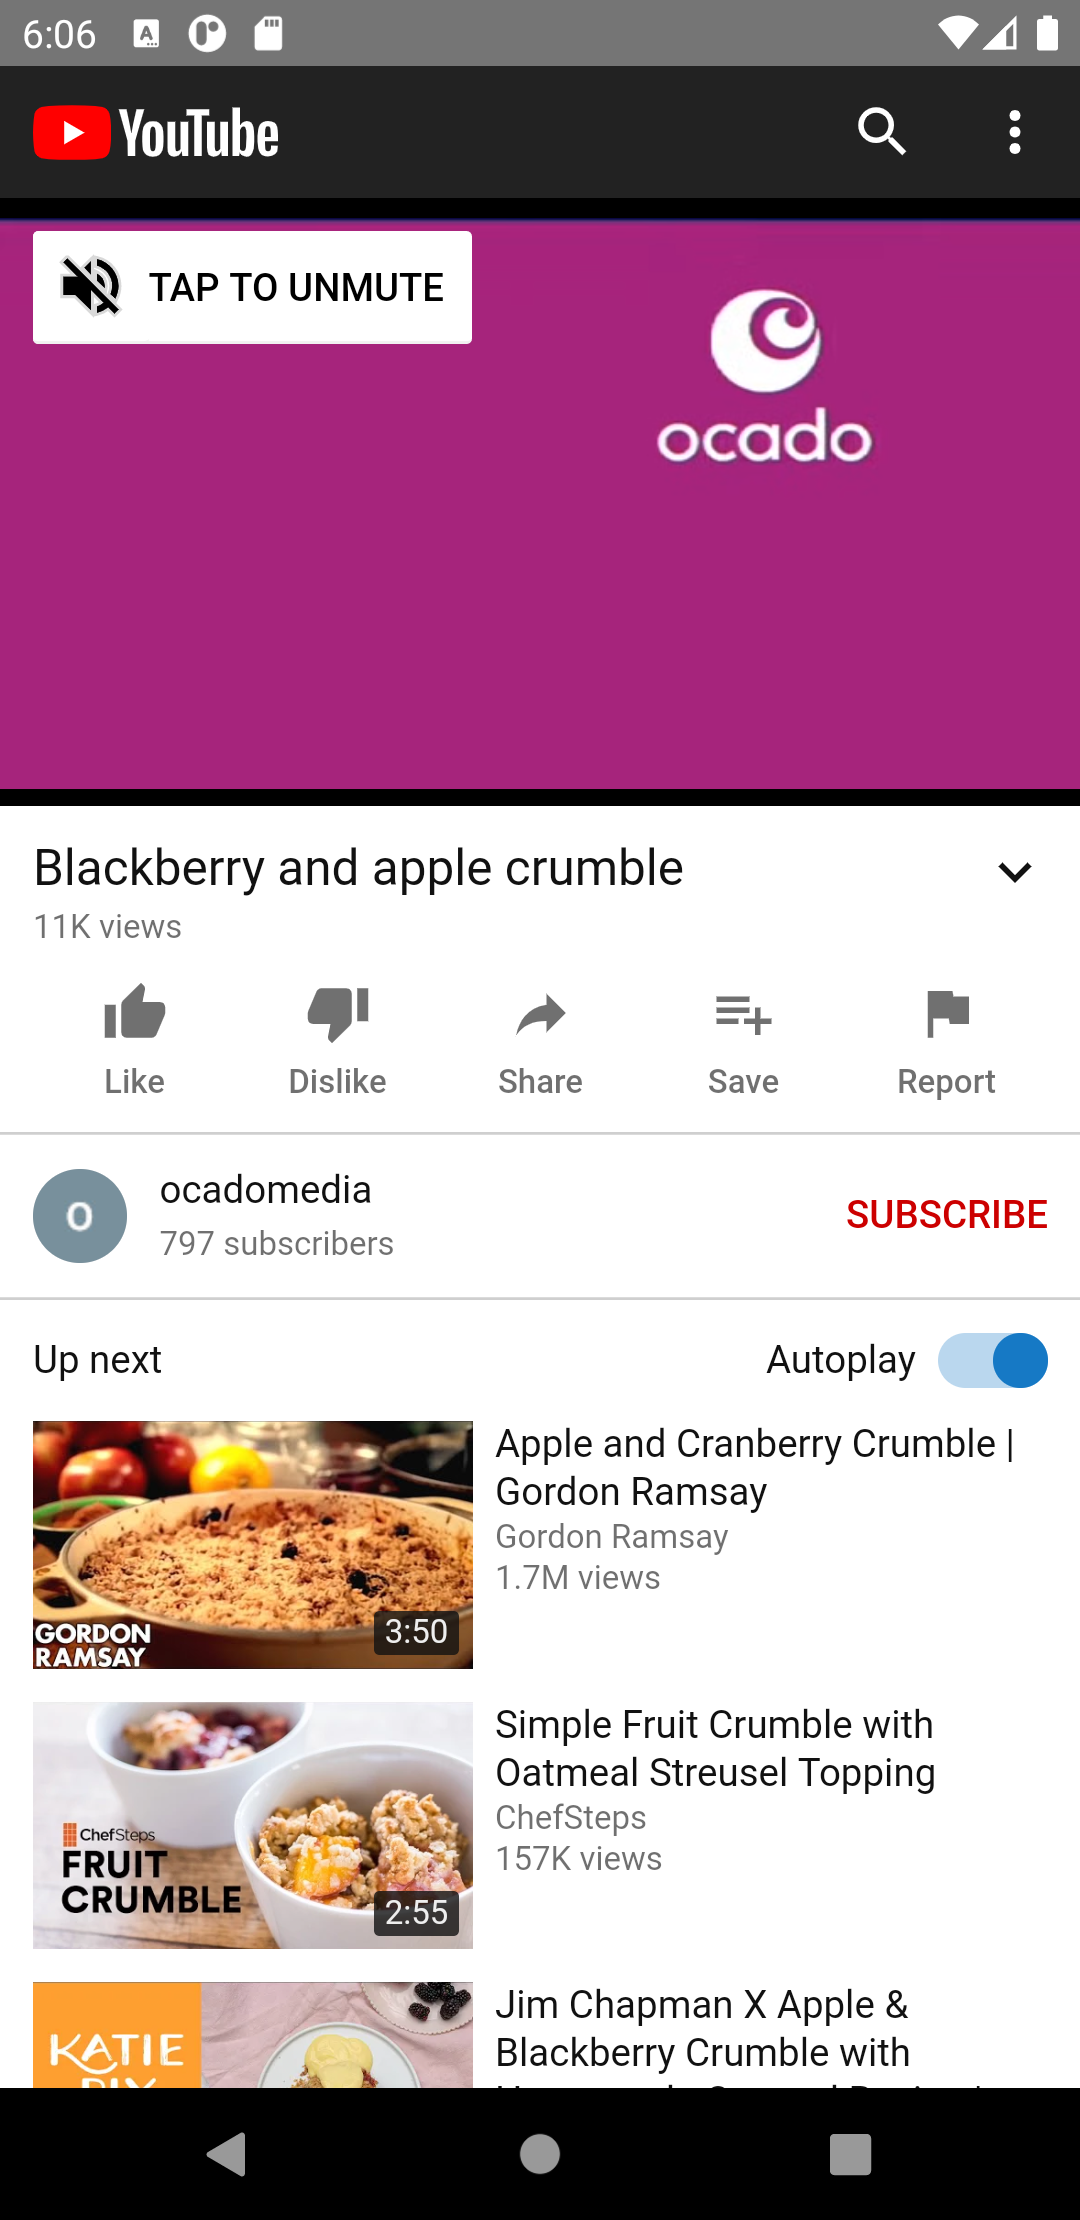 6:06
YouTube
TAP TO UNMUTE
ocado
Blackberry and apple crumble
11K views
Like
Dislike
Share
Save
Report
o
ocadomedia
797 subscribers
SUBSCRIBE
Up next
Autoplay
Apple and Cranberry Crumble |
Gordon Ramsay
Gordon Ramsay
1.7M views
GORDON
RAMSAY
3:50
Simple Fruit Crumble with
Oatmeal Streusel Topping
ChefSteps
157K views
ChefSteps
FRUIT
CRUMBLE
2:55
Jim Chapman X Apple &
Blackberry Crumble with
KATIE